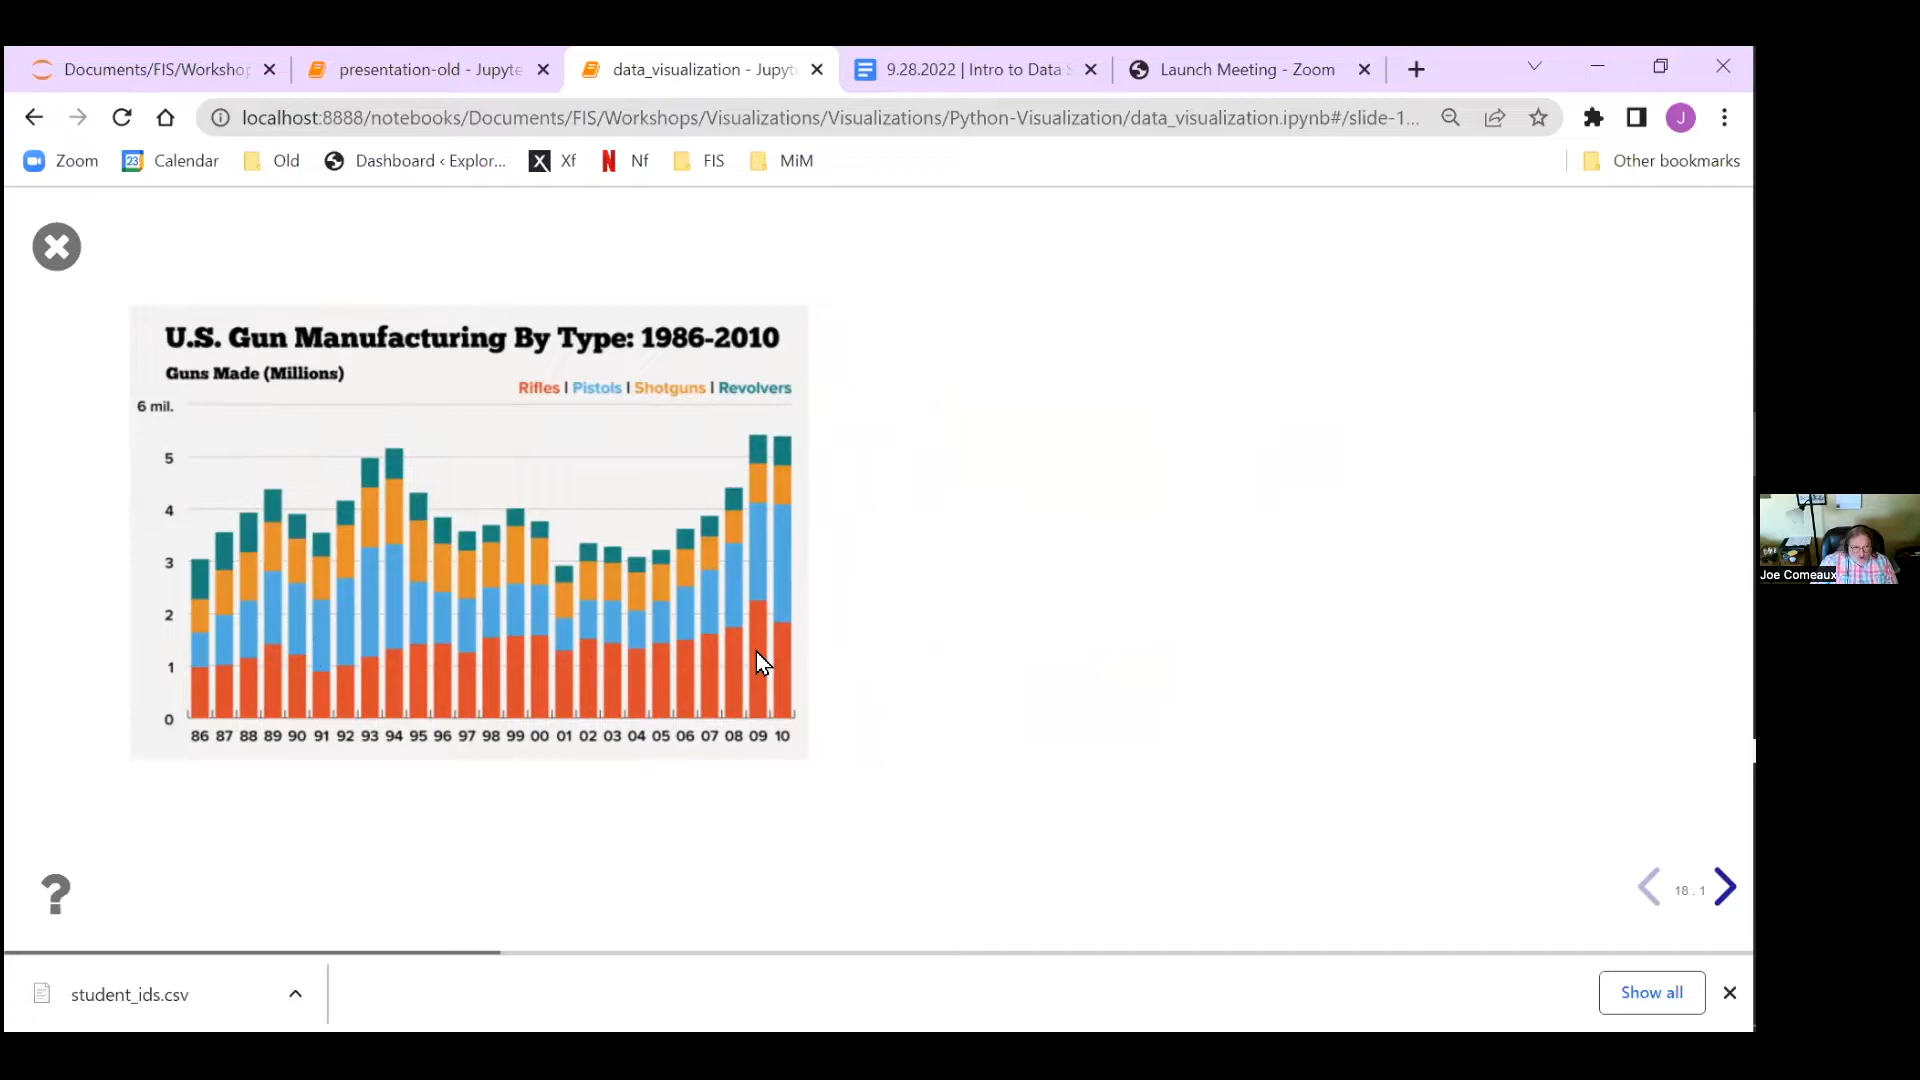 Documents/FIS/Workshop
presentation-old - Jupyte
data_visualization - Jupyt
9.28.2022 | Intro to Data S
Launch Meeting - Zoom
localhost:8888/notebooks/Documents/FIS/Workshops/Visualizations/Visualizations/Python-Visualization/data_visualization.ipynb#/slide-1...
J
Zoom
23
Calendar
Old
Dashboard ‹ Explor...
X
Xf
N
Nf
FIS
MiM
Other bookmarks
U.S. Gun Manufacturing By Type: 1986-2010
Guns Made (Millions)
Rifles | Pistols | Shotguns | Revolvers
6 mil.
5
4
3
2
1
0
86 87 88 89 90 91 92 93 94 95 96 97 98 99 00 01 02 03 04 05 06 07 08 09 10
Joe Comeaux
?
18 . 1
student_ids.csv
Show all